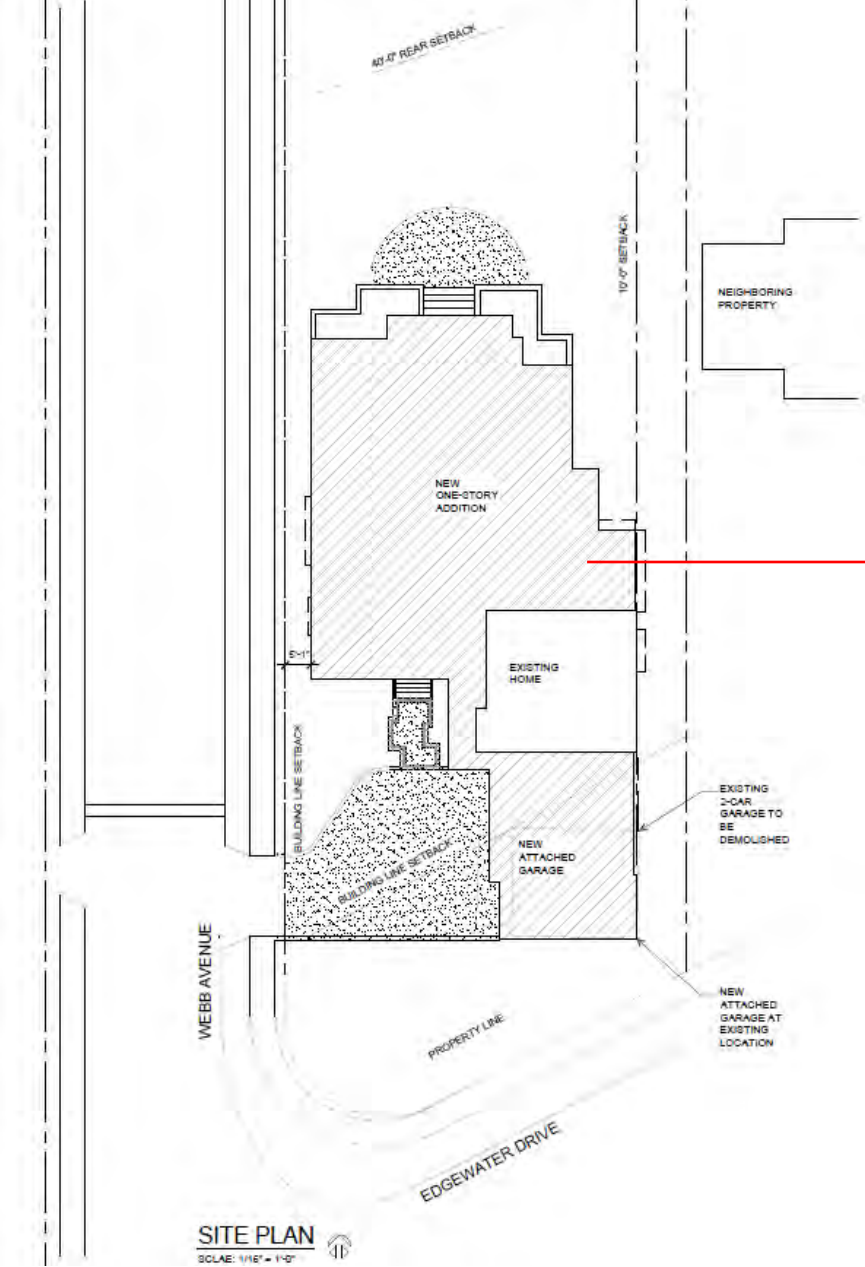 40'-0" REAR SETBACK
10'-0" SETBACK
NEIGHBORING
PROPERTY
NEW
ONE-STORY
ADDITION
5'-1"
EXISTING
HOME
BUILDING LINE SETBACK
BUILDING LINE SETBACK
EXISTING
2-CAR
GARAGE TO
BE
DEMOLISHED
NEW
ATTACHED
GARAGE
WEBB AVENUE
NEW
ATTACHED
GARAGE AT
EXISTING
LOCATION
PROPERTY LINE
EDGEWATER DRIVE
SITE PLAN
SCLAE: 1/16" = 1'-0"